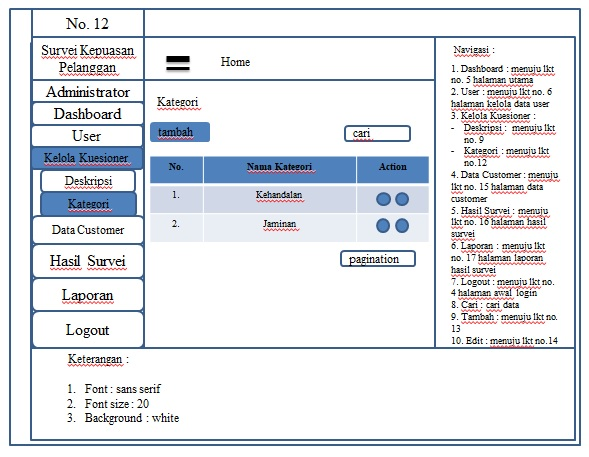 No. 12
Survei Kepuasan
Pelanggan
Administrator
Dashboard
User
Kelola Kuesioner
Deskripsi
Kategori
Data Customer
Hasil Survei
Laporan
Logout
Home
Kategori
tambah
cari
No. Nama Kategori Action
1. Kehandalan
2. Jaminan
pagination
Navigasi :
1. Dashboard : menuju lkt
no. 5 halaman utama
2. User : menuju lkt no. 6
halaman kelola data user
3. Kelola Kuesioner :
- Deskripsi : menuju lkt
no. 9
- Kategori : menuju lkt
no.12
4. Data Customer : menuju
lkt no. 15 halaman data
customer
5. Hasil Survei : menuju
lkt no. 16 halaman hasil
survei
6. Laporan : menuju lkt
no. 17 halaman laporan
hasil survei
7. Logout : menuju lkt no.
4 halaman awal login
8. Cari : cari data
9. Tambah : menuju lkt no.
13
10. Edit : menuju lkt no.14
Keterangan :
1. Font : sans serif
2. Font size : 20
3. Background : white